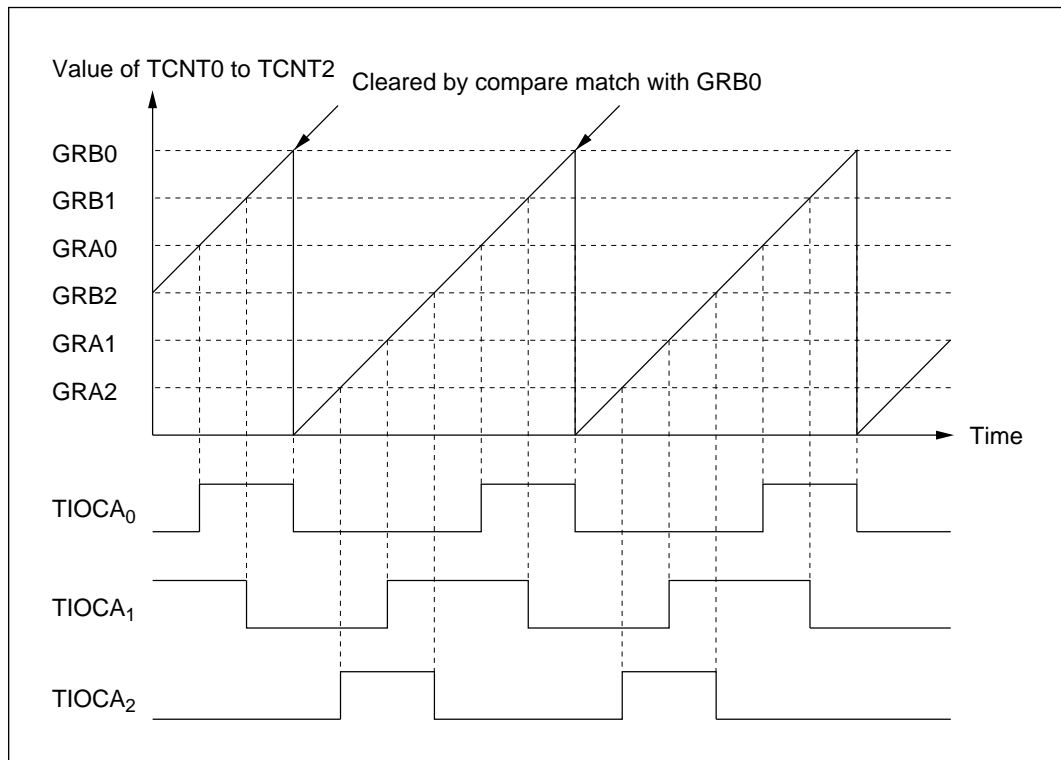 Value of TCNT0 to TCNT2
Cleared by compare match with GRB0
GRB0
GRB1
GRA0
GRB2
GRA1
GRA2
Time
TIOCA0
TIOCA1
TIOCA2